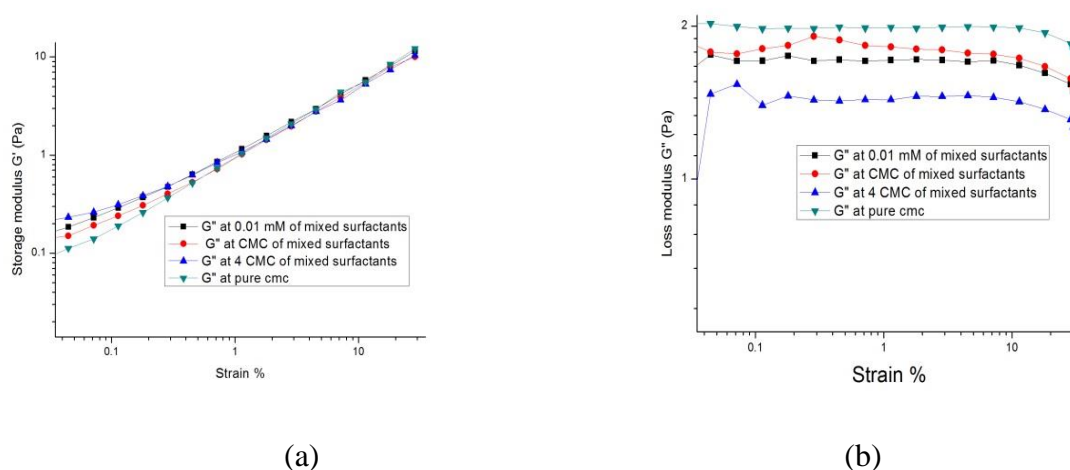 10
1
0.1
Storage modulus G' (Pa)
G" at 0.01 mM of mixed surfactants
G" at CMC of mixed surfactants
G" at 4 CMC of mixed surfactants
G" at pure cmc
0.1
1
10
Strain %
(a)
2
1
Loss modulus G" (Pa)
G" at 0.01 mM of mixed surfactants
G" at CMC of mixed surfactants
G" at 4 CMC of mixed surfactants
G" at pure cmc
0.1
1
10
Strain %
(b)